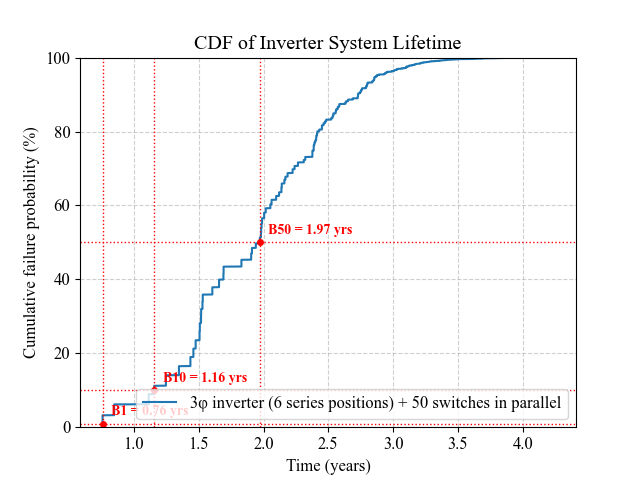 CDF of Inverter System Lifetime
Cumulative failure probability (%)
100
80
60
40
20
0
B50 = 1.97 yrs
B10 = 1.16 yrs
B1 = 0.76 yrs
3φ inverter (6 series positions) + 50 switches in parallel
1.0 1.5 2.0 2.5 3.0 3.5 4.0
Time (years)